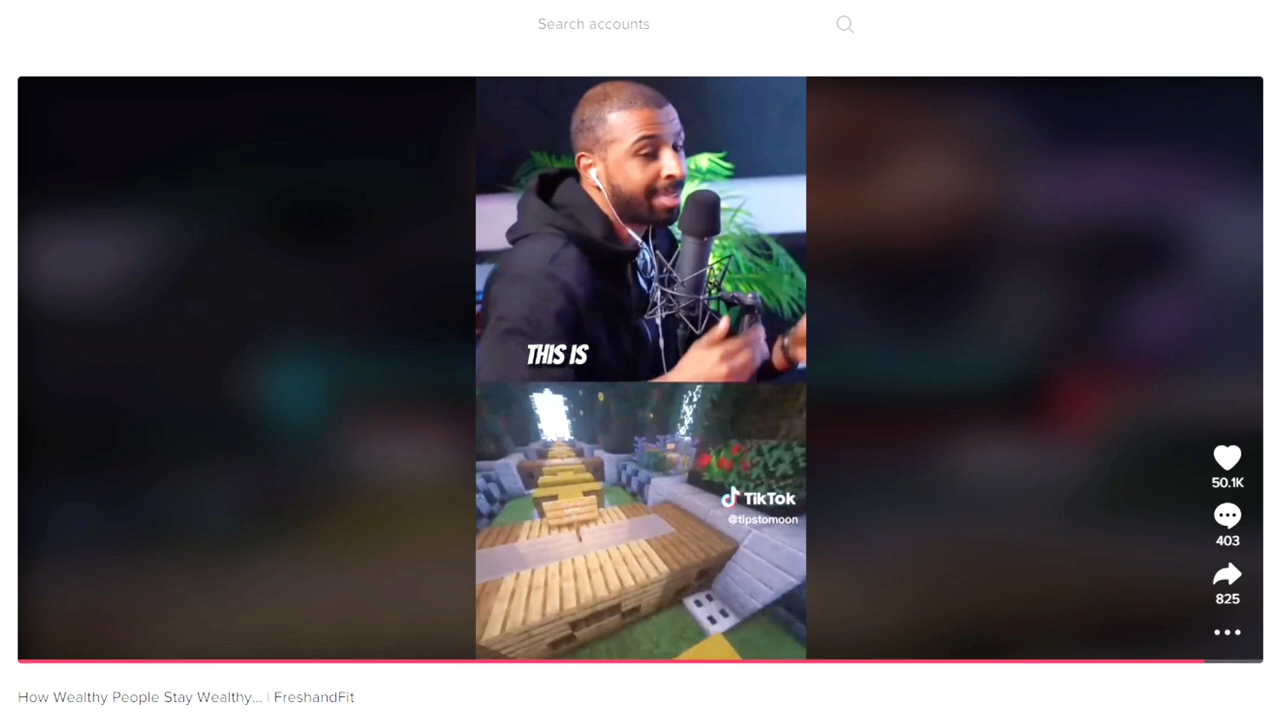 Search accounts
THIS IS
TikTok
@tipstomoon
50.1K
403
825
How Wealthy People Stay Wealthy... | FreshandFit